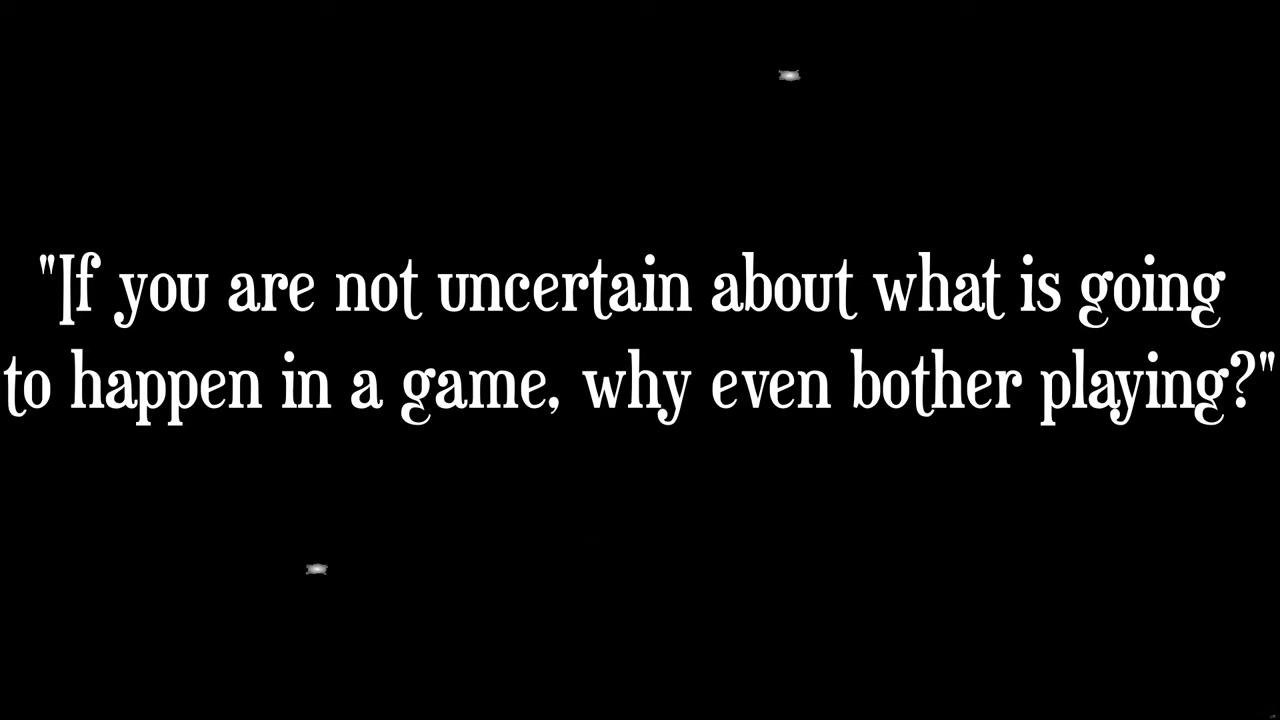 "If you are not uncertain about what is going
to happen in a game, why even bother playing?"